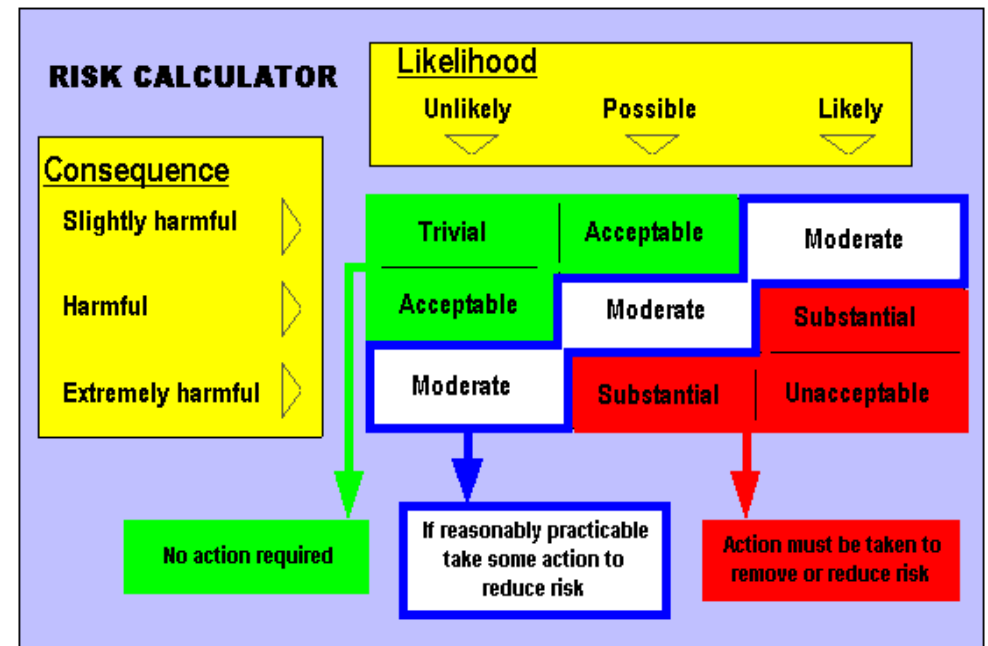 RISK CALCULATOR
Likelihood
Unlikely Possible Likely
Consequence
Slightly harmful
Harmful
Extremely harmful
Trivial Acceptable Moderate
Acceptable Moderate Substantial
Moderate Substantial Unacceptable
No action required
If reasonably practicable
take some action to
reduce risk
Action must be taken to
remove or reduce risk